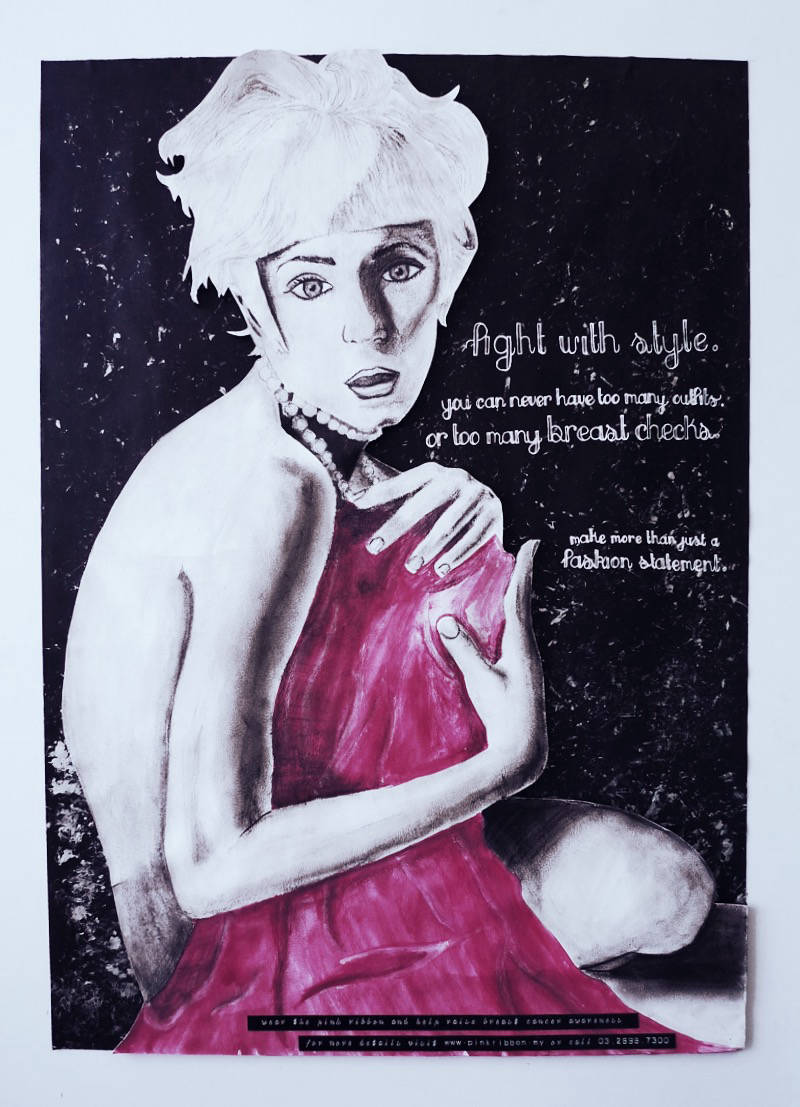 fight with style.
you can never have too many outfits.
or too many breast checks.
make more than just a
fashion statement.
wear the pink ribbon and help raise breast cancer awareness
for more details visit www.pinkribbon.my or call 03 2698 7300